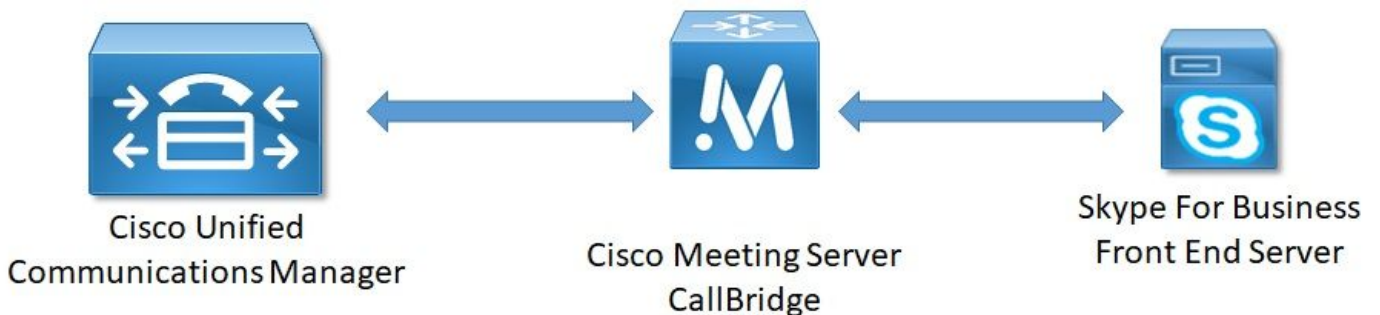 Cisco Unified
Communications Manager
Cisco Meeting Server
CallBridge
Skype For Business
Front End Server